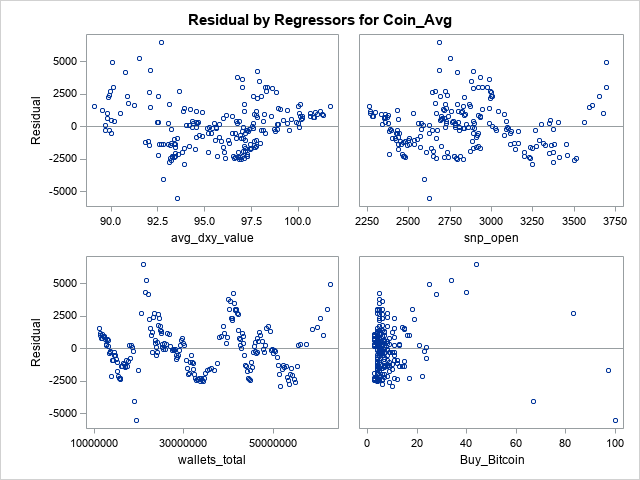 Residual by Regressors for Coin_Avg
Residual
5000
2500
0
-2500
-5000
90.0 92.5 95.0 97.5 100.0
avg_dxy_value
2250 2500 2750 3000 3250 3500 3750
snp_open
Residual
5000
2500
0
-2500
-5000
10000000 30000000 50000000
wallets_total
0 20 40 60 80 100
Buy_Bitcoin